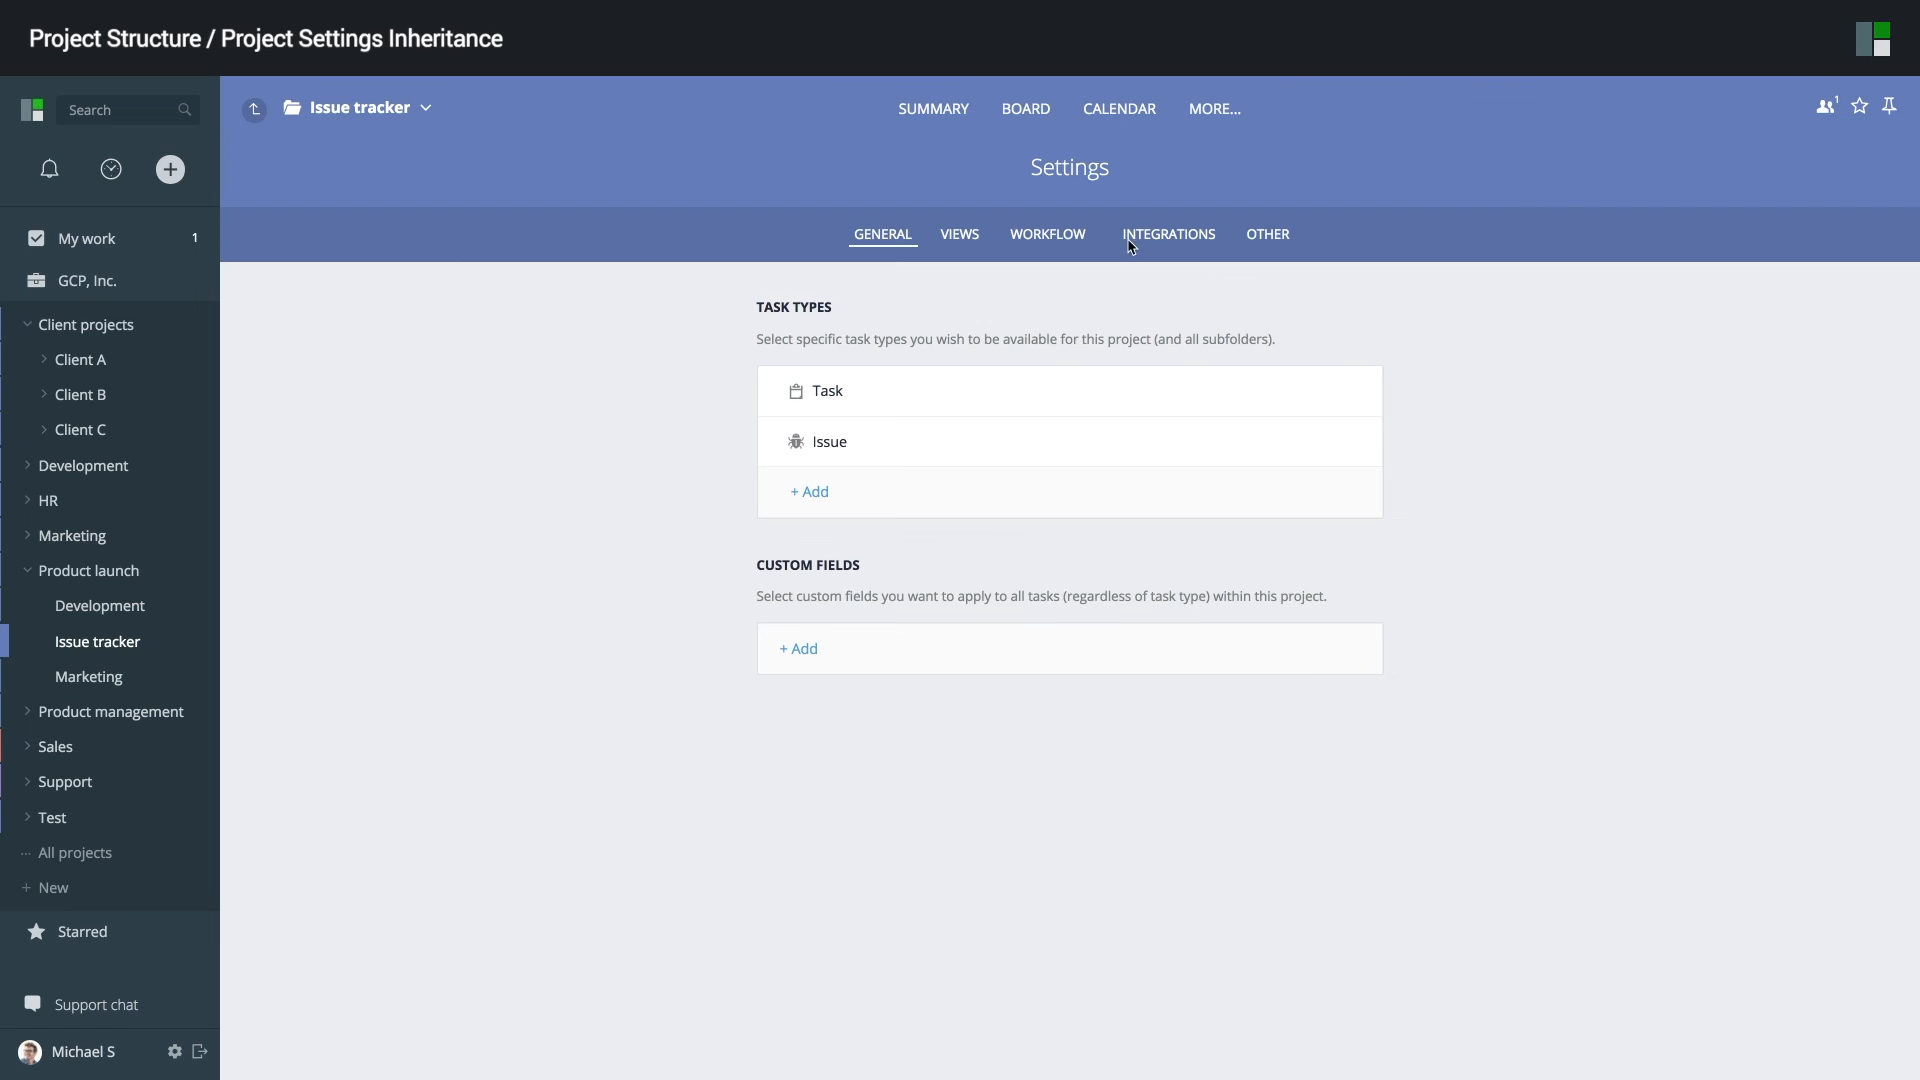 Project Structure / Project Settings Inheritance
Search
My work 1
GCP, Inc.
Client projects
Client A
Client B
Client C
Development
HR
Marketing
Product launch
Development
Issue tracker
Marketing
Product management
Sales
Support
Test
... All projects
+ New
Starred
Support chat
Michael S
Issue tracker
SUMMARY BOARD CALENDAR MORE...
1
Settings
GENERAL VIEWS WORKFLOW INTEGRATIONS OTHER
TASK TYPES
Select specific task types you wish to be available for this project (and all subfolders).
Task
Issue
+ Add
CUSTOM FIELDS
Select custom fields you want to apply to all tasks (regardless of task type) within this project.
+ Add